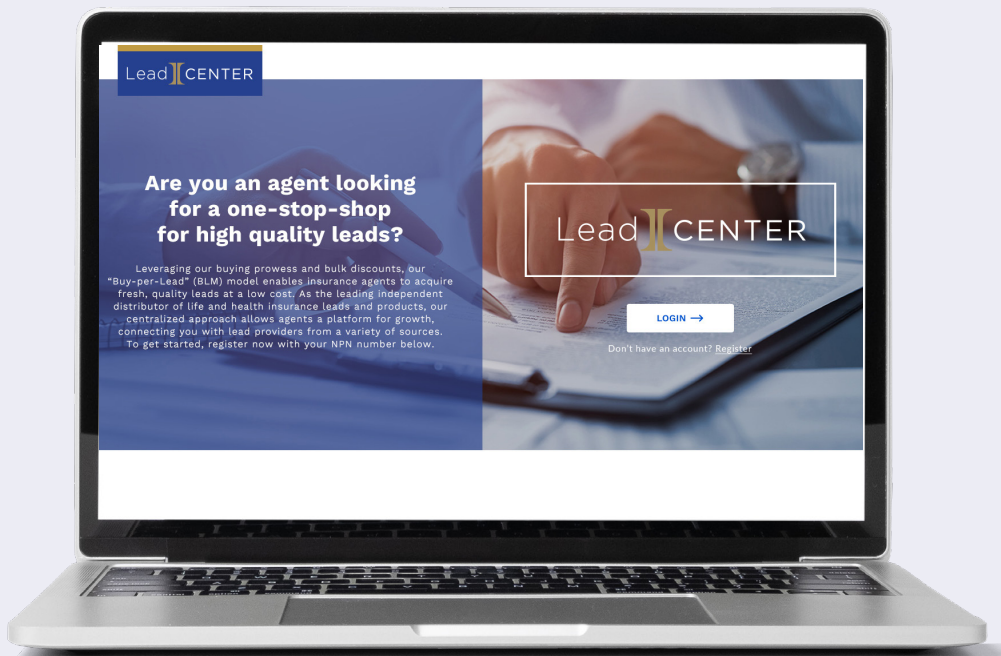 Lead CENTER
Are you an agent looking
for a one-stop-shop
for high quality leads?
Leveraging our buying prowess and bulk discounts, our
“Buy-per-Lead” (BLM) model enables insurance agents to acquire
fresh, quality leads at a low cost. As the leading independent
distributor of life and health insurance leads and products, our
centralized approach allows agents a platform for growth,
connecting you with lead providers from a variety of sources.
To get started, register now with your NPN number below.
Lead CENTER
LOGIN →
Don't have an account? Register